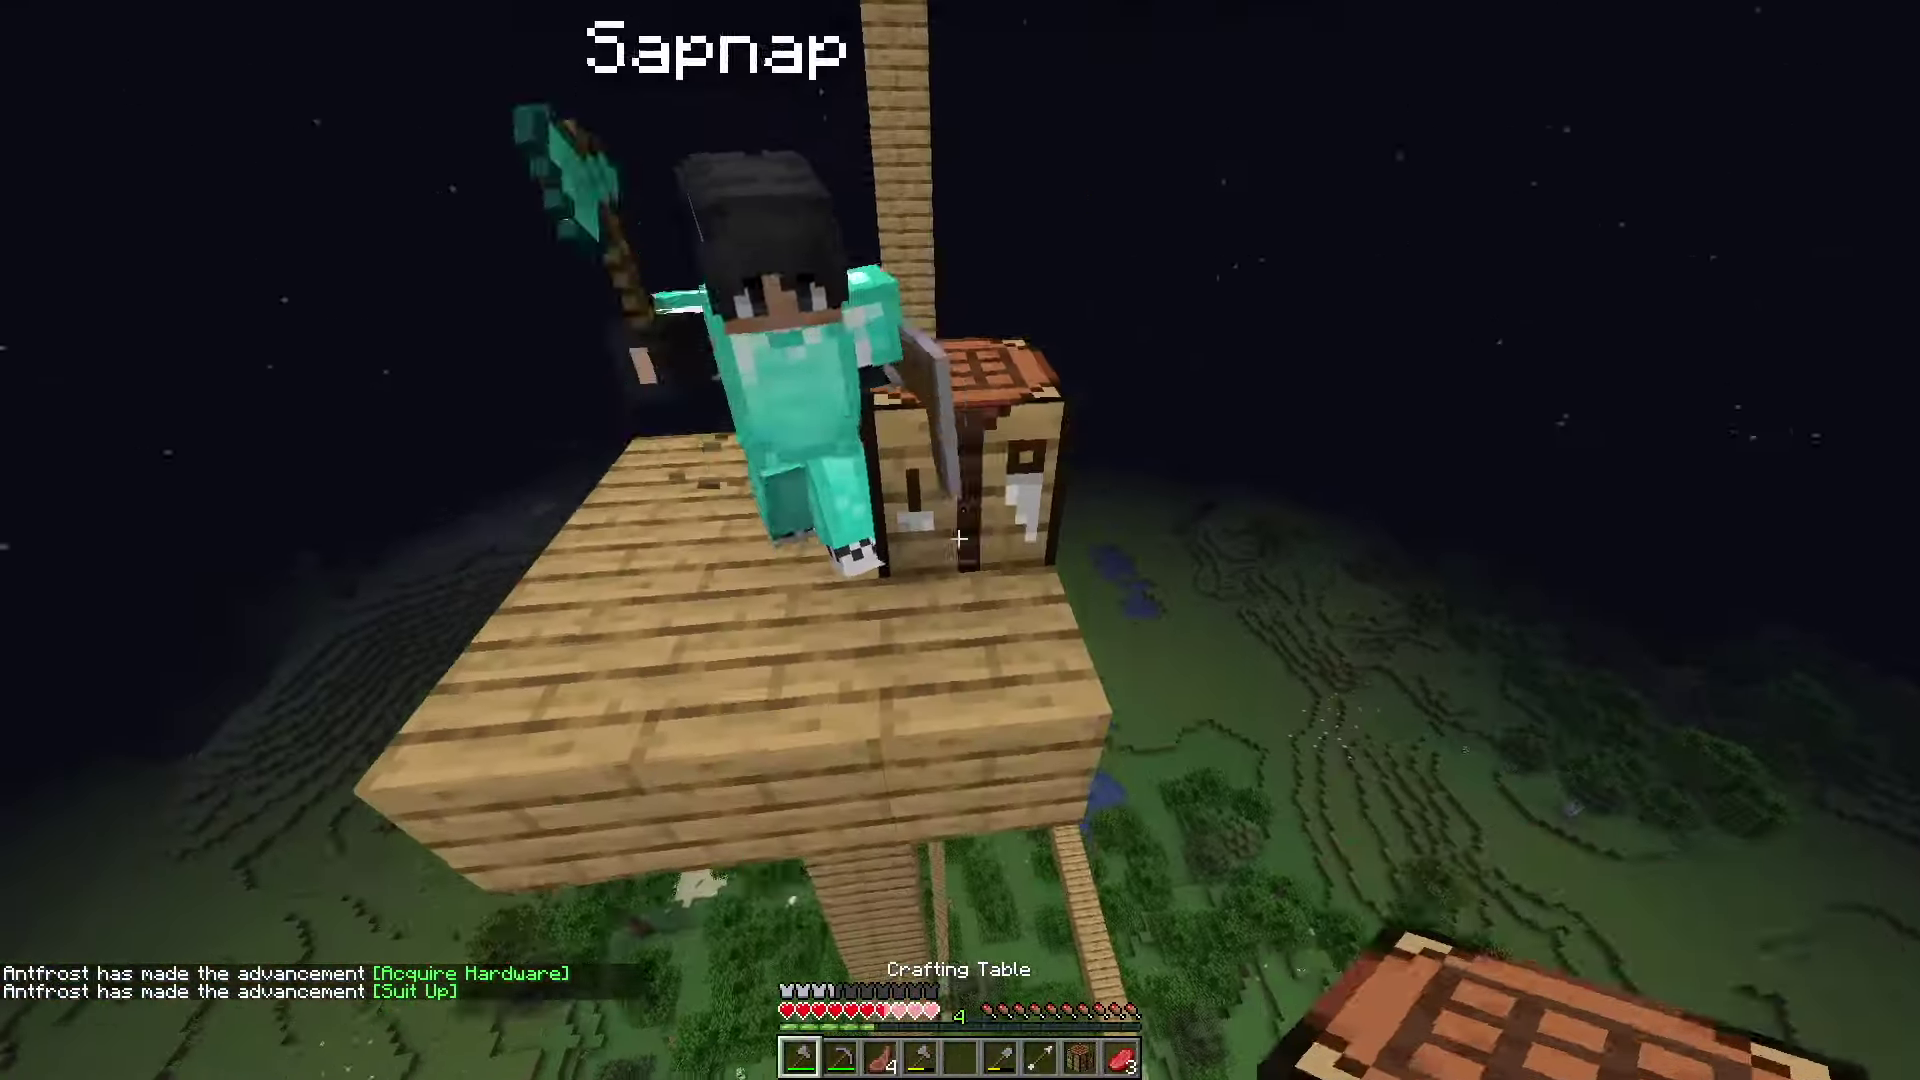 Sapnap
Antfrost has made the advancement [Acquire Hardware]
Antfrost has made the advancement [Suit Up]
Crafting Table
4
4
3